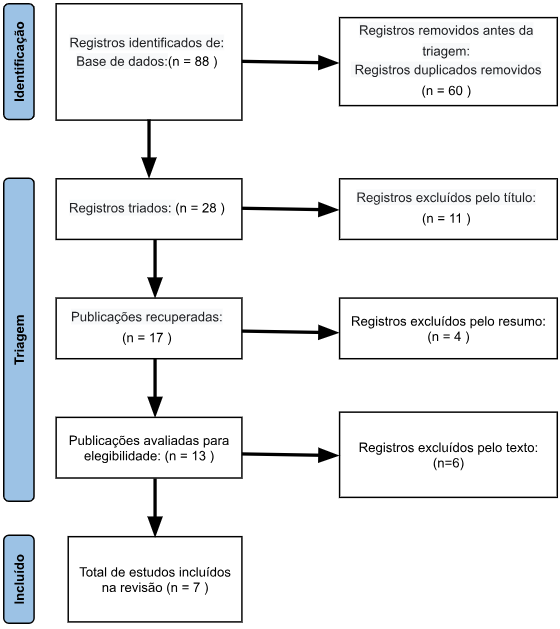 Identificação
Registros identificados de:
Base de dados:(n = 88 )
Registros removidos antes da
triagem:
Registros duplicados removidos
(n = 60 )
Triagem
Registros triados: (n = 28 )
Registros excluídos pelo título:
(n = 11 )
Publicações recuperadas:
(n = 17 )
Registros excluídos pelo resumo:
(n = 4 )
Publicações avaliadas para
elegibilidade: (n = 13 )
Registros excluídos pelo texto:
(n=6)
Incluído
Total de estudos incluídos
na revisão (n = 7 )